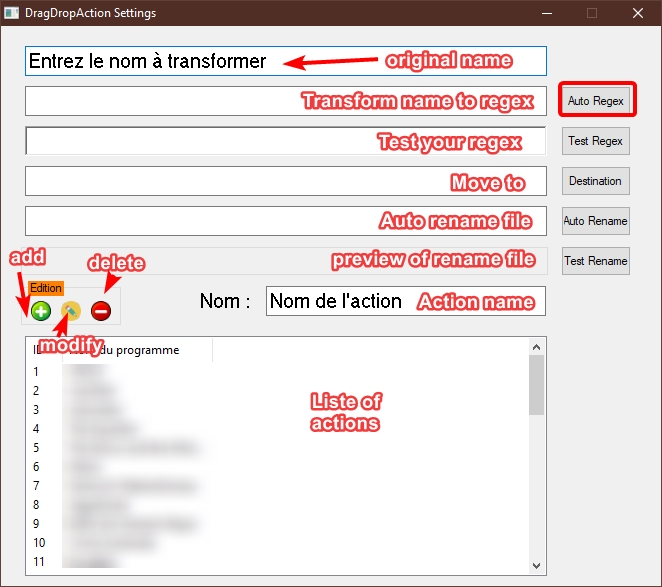 DragDropAction Settings
Entrez le nom à transformer original name
Transform name to regex Auto Regex
Test your regex Test Regex
Move to Destination
Auto rename file Auto Rename
add delete preview of rename file Test Rename
Edition
Nom : Nom de l'action Action name
modify
ID du programme
1
2
3
4
5
6
7
8
9
10
11
Liste of
actions